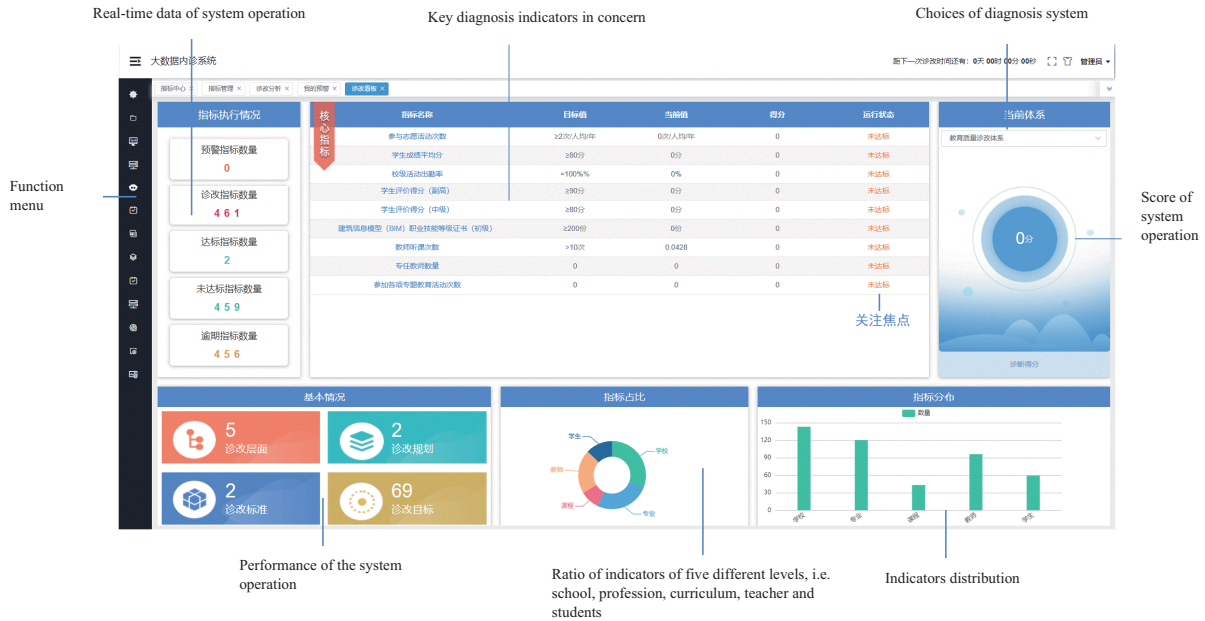 Real-time data of system operation
Key diagnosis indicators in concern
Choices of diagnosis system
大数据内诊系统
距下一次诊改时间还有：0天 00时 00分 00秒
管理员
指标中心 ×
指标管理 ×
诊改分析 ×
我的预警 ×
诊改看板 ×
指标执行情况
预警指标数量
0
诊改指标数量
461
达标指标数量
2
未达标指标数量
459
逾期指标数量
456
核心指标
指标名称 目标值 当前值 得分 运行状态
参与志愿活动次数 ≥2次/人均/年 0次/人均/年 0 未达标
学生成绩平均分 ≥80分 0分 0 未达标
校级活动出勤率 =100%% 0% 0 未达标
学生评价得分（副高） ≥90分 0分 0 未达标
学生评价得分（中级） ≥80分 0分 0 未达标
建筑信息模型（BIM）职业技能等级证书（初级） ≥200份 0份 0 未达标
教师听课次数 >10次 0.0428 0 未达标
专任教师数量 0 0 0 未达标
参加各项专题教育活动次数 0 0 0 未达标
关注焦点
当前体系
教育质量诊改体系
0分
诊断得分
Function
menu
Score of
system
operation
基本情况
5
诊改层面
2
诊改规划
2
诊改标准
69
诊改目标
指标占比
学生
学校
教师
课程
专业
指标分布
数量
150
120
90
60
30
0
学校
专业
课程
教师
学生
Performance of the system
operation
Ratio of indicators of five different levels, i.e.
school, profession, curriculum, teacher and
students
Indicators distribution